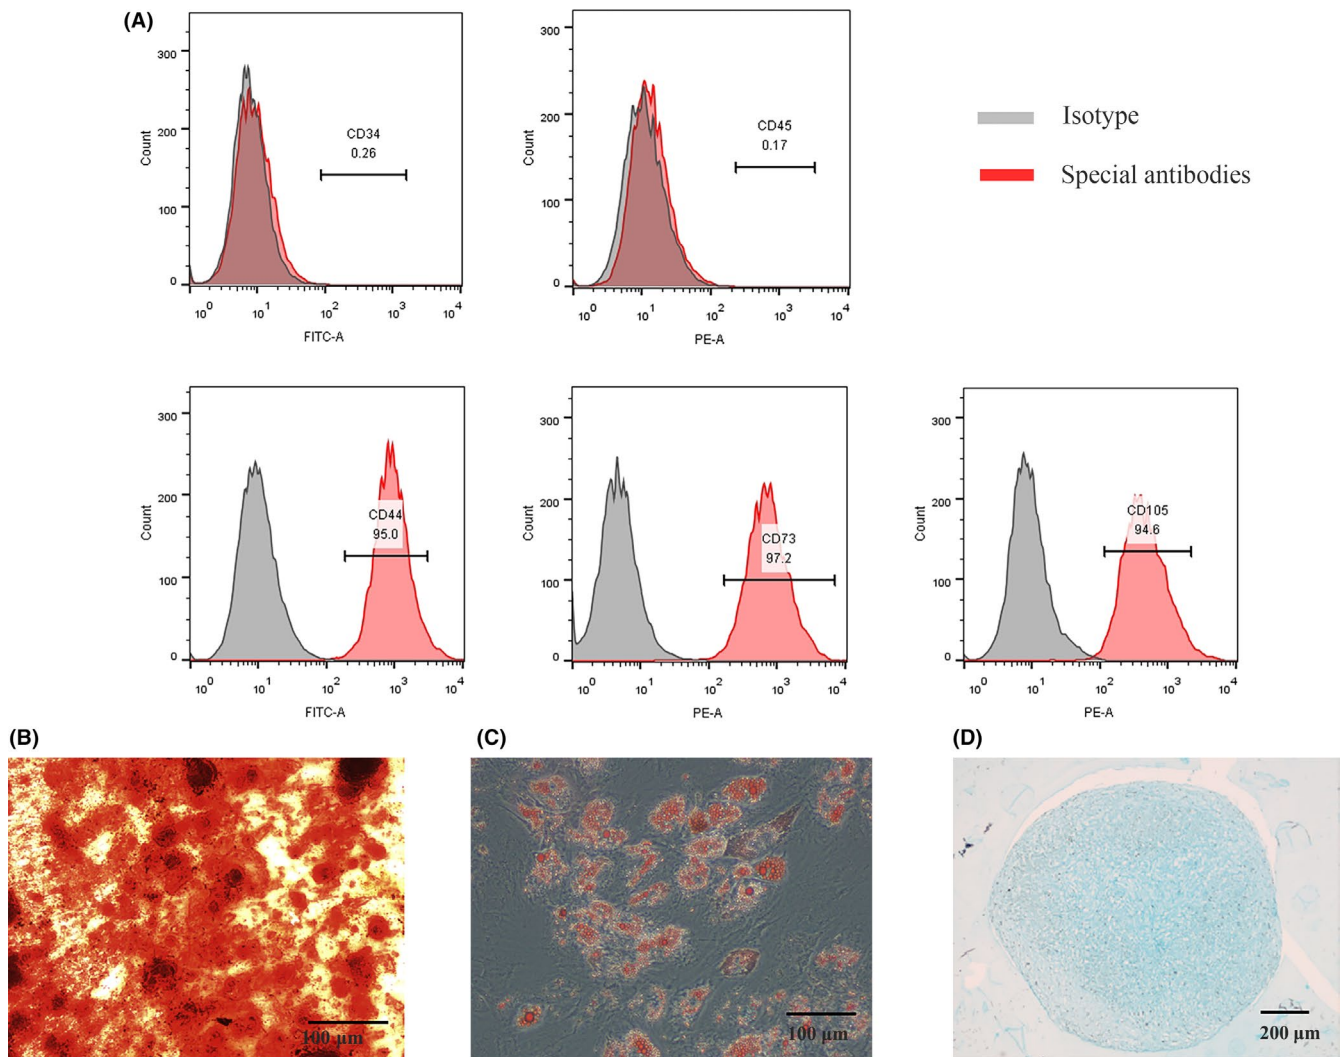 (A)
300
200
100
0
Count
CD34
0.26
10^0 10^1 10^2 10^3 10^4
FITC-A
300
200
100
0
Count
CD45
0.17
10^0 10^1 10^2 10^3 10^4
PE-A
Isotype
Special antibodies
300
200
100
0
Count
CD44
95.0
10^0 10^1 10^2 10^3 10^4
FITC-A
300
200
100
0
Count
CD73
97.2
10^0 10^1 10^2 10^3 10^4
PE-A
300
200
100
0
Count
CD105
94.6
10^0 10^1 10^2 10^3 10^4
PE-A
(B)
100 µm
(C)
100 µm
(D)
200 µm